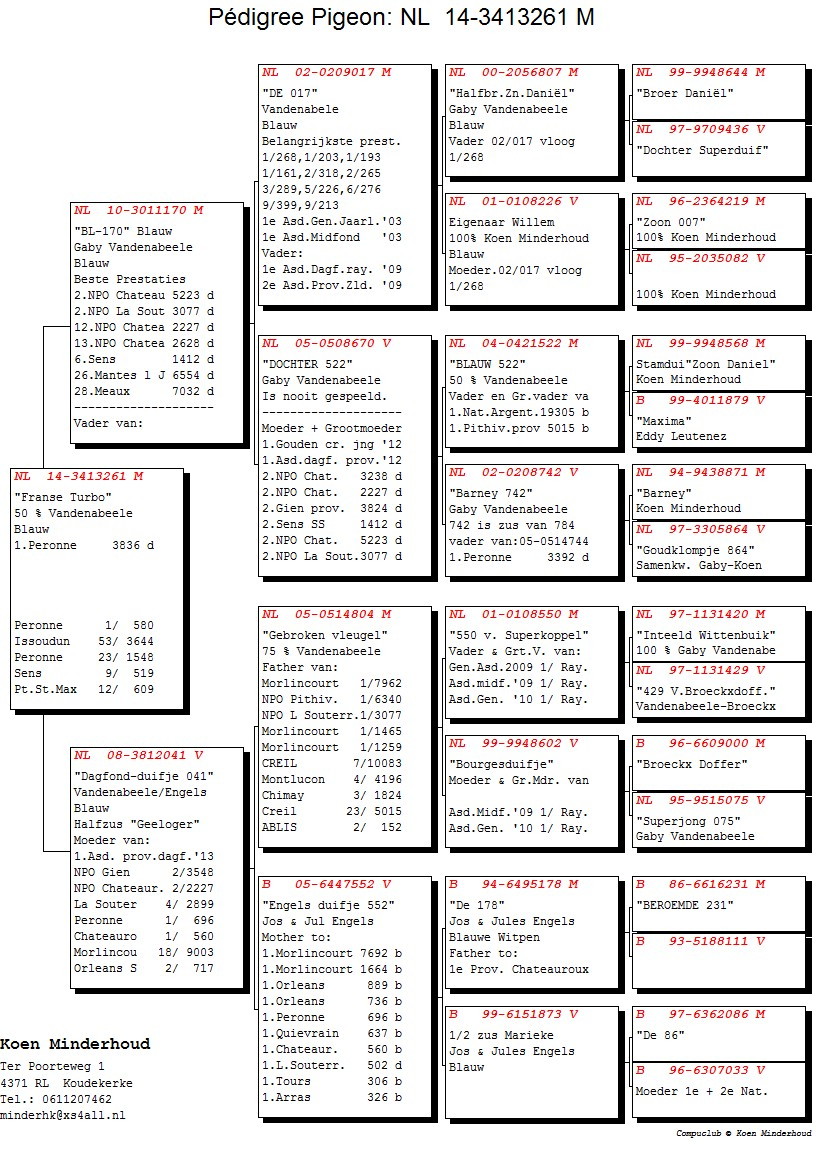 Pédigree Pigeon: NL  14-3413261 M
NL  14-3413261 M
"Franse Turbo"
50 % Vandenabeele
Blauw
1.Peronne     3836 d
Peronne      1/  580
Issoudun    53/ 3644
Peronne     23/ 1548
Sens         9/  519
Pt.St.Max   12/  609
NL  10-3011170 M
"BL-170" Blauw
Gaby Vandenabeele
Blauw
Beste Prestaties
2.NPO Chateau 5223 d
2.NPO La Sout 3077 d
12.NPO Chatea 2227 d
13.NPO Chatea 2628 d
6.Sens        1412 d
26.Mantes l J 6554 d
28.Meaux      7032 d
--------------------
Vader van:
NL  08-3812041 V
"Dagfond-duifje 041"
Vandenabeele/Engels
Blauw
Halfzus "Geeloger"
Moeder van:
1.Asd. prov.dagf.'13
NPO Gien      2/3548
NPO Chateaur. 2/2227
La Souter    4/ 2899
Peronne      1/  696
Chateauro    1/  560
Morlincou   18/ 9003
Orleans S    2/  717
NL  02-0209017 M
"DE 017"
Vandenabele
Blauw
Belangrijkste prest.
1/268,1/203,1/193
1/161,2/318,2/265
3/289,5/226,6/276
9/399,9/213
1e Asd.Gen.Jaarl.'03
1e Asd.Midfond   '03
Vader:
1e Asd.Dagf.ray. '09
2e Asd.Prov.Zld. '09
NL  05-0508670 V
"DOCHTER 522"
Gaby Vandenabeele
Is nooit gespeeld.
--------------------
Moeder + Grootmoeder
1.Gouden cr. jng '12
1.Asd.dagf. prov.'12
2.NPO Chat.   3238 d
2.NPO Chat.   2227 d
2.Gien prov.  3824 d
2.Sens SS     1412 d
2.NPO Chat.   5223 d
2.NPO La Sout.3077 d
NL  05-0514804 M
"Gebroken vleugel"
75 % Vandenabeele
Father van:
Morlincourt   1/7962
NPO Pithiv.   1/6340
NPO L Souterr.1/3077
Morlincourt   1/1465
Morlincourt   1/1259
CREIL        7/10083
Montlucon    4/ 4196
Chimay       3/ 1824
Creil       23/ 5015
ABLIS        2/  152
B   05-6447552 V
"Engels duifje 552"
Jos & Jul Engels
Mother to:
1.Morlincourt 7692 b
1.Morlincourt 1664 b
1.Orleans      889 b
1.Orleans      736 b
1.Peronne      696 b
1.Quievrain    637 b
1.Chateaur.    560 b
1.L.Souterr.   502 d
1.Tours        306 b
1.Arras        326 b
NL  00-2056807 M
"Halfbr.Zn.Daniël"
Gaby Vandenabeele
Blauw
Vader 02/017 vloog
1/268
NL  01-0108226 V
Eigenaar Willem
100% Koen Minderhoud
Blauw
Moeder.02/017 vloog
1/268
NL  04-0421522 M
"BLAUW 522"
50 % Vandenabeele
Vader en Gr.vader va
1.Nat.Argent.19305 b
1.Pithiv.prov 5015 b
NL  02-0208742 V
"Barney 742"
Gaby Vandenabeele
742 is zus van 784
vader van:05-0514744
1.Peronne     3392 d
NL  01-0108550 M
"550 v. Superkoppel"
Vader & Grt.V. van:
Gen.Asd.2009 1/ Ray.
Asd.midf.'09 1/ Ray.
Asd.Gen. '10 1/ Ray.
NL  99-9948602 V
"Bourgesduifje"
Moeder & Gr.Mdr. van
Asd.Midf.'09 1/ Ray.
Asd.Gen. '10 1/ Ray.
B   94-6495178 M
"De 178"
Jos & Jules Engels
Blauwe Witpen
Father to:
1e Prov. Chateauroux
B   99-6151873 V
1/2 zus Marieke
Jos & Jules Engels
Blauw
NL  99-9948644 M
"Broer Daniël"
NL  97-9709436 V
"Dochter Superduif"
NL  96-2364219 M
"Zoon 007"
100% Koen Minderhoud
NL  95-2035082 V
100% Koen Minderhoud
NL  99-9948568 M
Stamdui"Zoon Daniel"
Koen Minderhoud
B   99-4011879 V
"Maxima"
Eddy Leutenez
NL  94-9438871 M
"Barney"
Koen Minderhoud
NL  97-3305864 V
"Goudklompje 864"
Samenkw. Gaby-Koen
NL  97-1131420 M
"Inteeld Wittenbuik"
100 % Gaby Vandenabe
NL  97-1131429 V
"429 V.Broeckxdoff."
Vandenabeele-Broeckx
B   96-6609000 M
"Broeckx Doffer"
NL  95-9515075 V
"Superjong 075"
Gaby Vandenabeele
B   86-6616231 M
"BEROEMDE 231"
B   93-5188111 V
B   97-6362086 M
"De 86"
B   96-6307033 V
Moeder 1e + 2e Nat.
Koen Minderhoud
Ter Poorteweg 1
4371 RL  Koudekerke
Tel.: 0611207462
minderhk@xs4all.nl
Compuclub © Koen Minderhoud